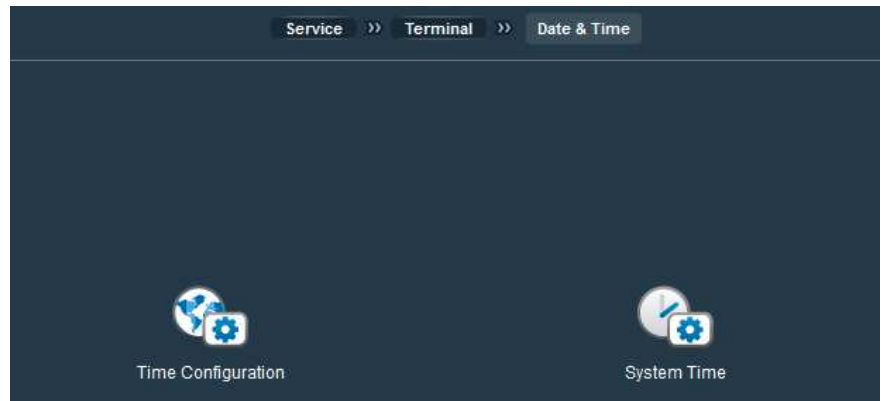 Service » Terminal » Date & Time
Time Configuration
System Time